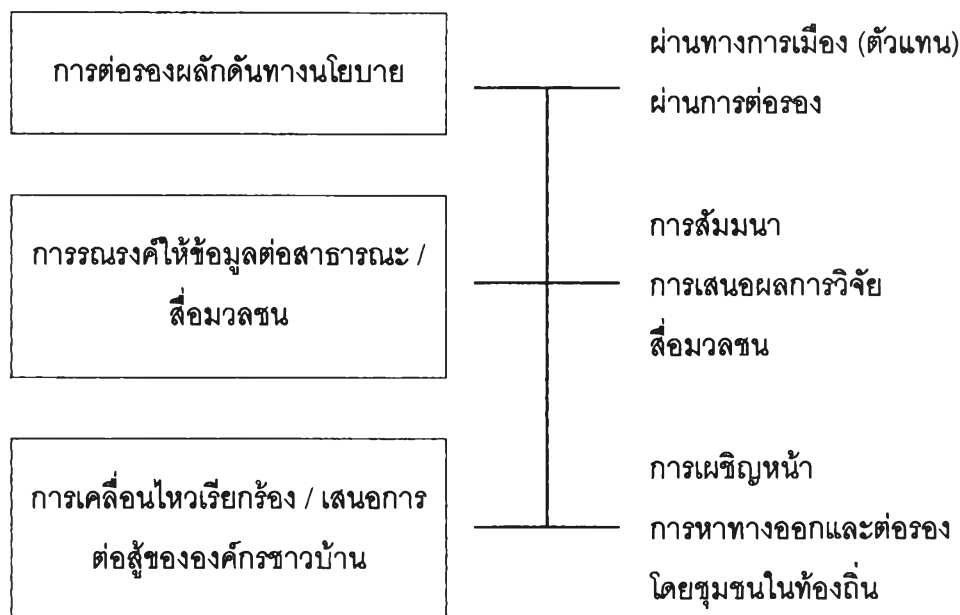 การต่อรองผลักดันทางนโยบาย
ผ่านทางการเมือง (ตัวแทน)
ผ่านการต่อรอง
การรณรงค์ให้ข้อมูลต่อสาธารณะ /
สื่อมวลชน
การสัมมนา
การเสนอผลการวิจัย
สื่อมวลชน
การเคลื่อนไหวเรียกร้อง / เสนอการ
ต่อสู้ขององค์กรชาวบ้าน
การเผชิญหน้า
การหาทางออกและต่อรอง
โดยชุมชนในท้องถิ่น